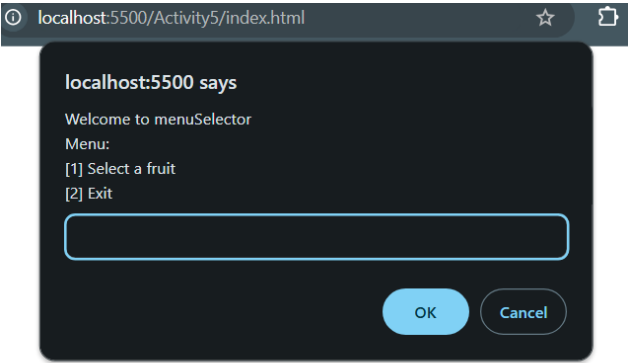 localhost:5500/Activity5/index.html
localhost:5500 says
Welcome to menuSelector
Menu:
[1] Select a fruit
[2] Exit
OK
Cancel